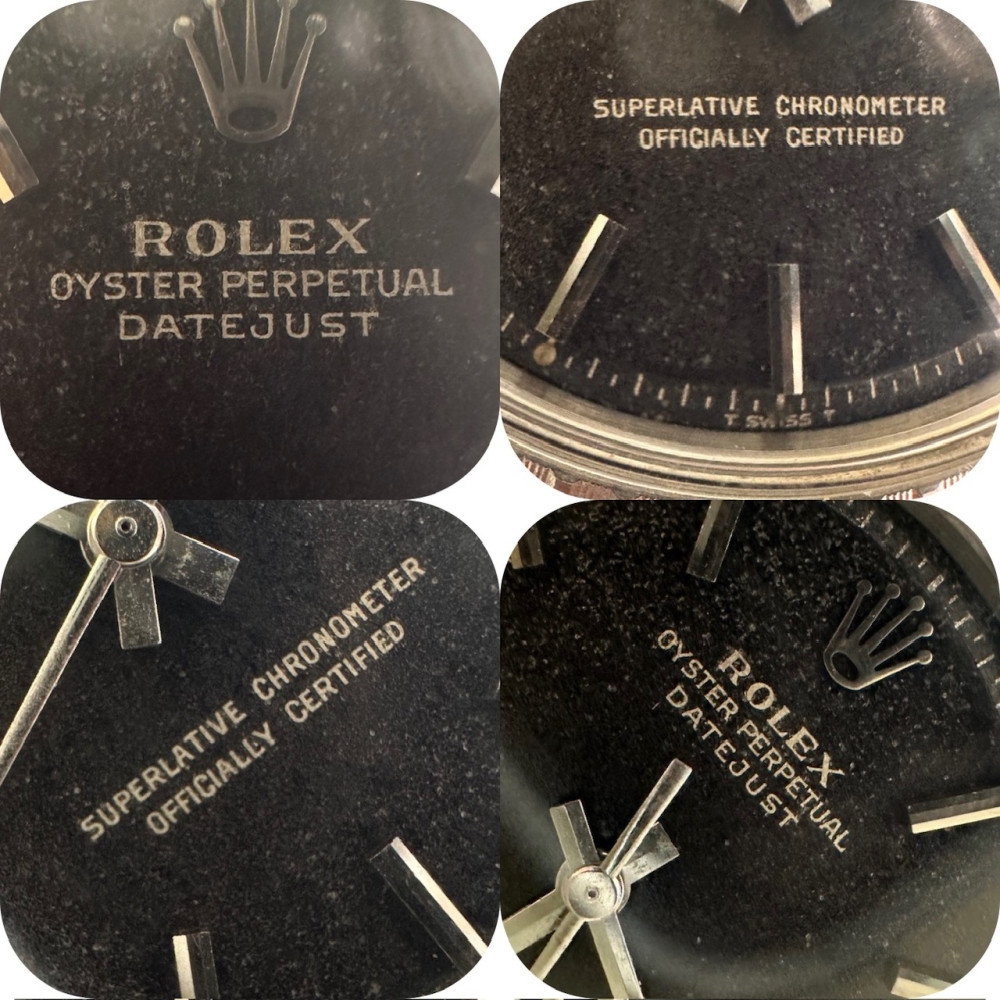 ROLEX
OYSTER PERPETUAL
DATEJUST
SUPERLATIVE CHRONOMETER
OFFICIALLY CERTIFIED
T SWISS T
SUPERLATIVE CHRONOMETER
OFFICIALLY CERTIFIED
ROLEX
OYSTER PERPETUAL
DATEJUST